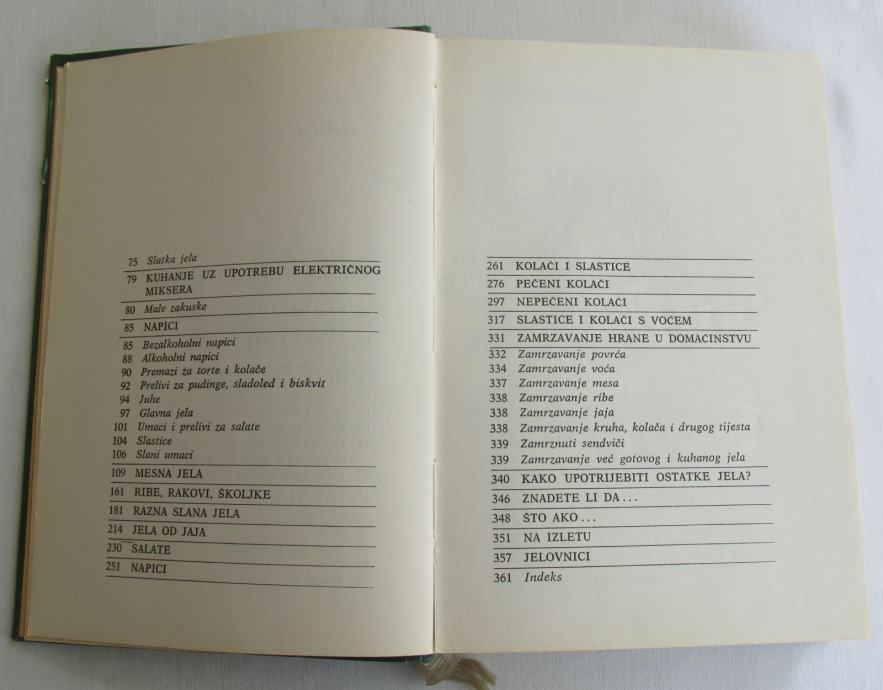 75 Slatka jela
79 KUHANJE UZ UPOTREBU ELEKTRIČNOG
MIKSERA
80 Male zakuske
85 NAPICI
85 Bezalkoholni napici
88 Alkoholni napici
90 Premazi za torte i kolače
92 Prelivi za pudinge, sladoled i biskvit
94 Juhe
97 Glavna jela
101 Umaci i prelivi za salate
104 Slastice
106 Slani umaci
109 MESNA JELA
161 RIBE, RAKOVI, ŠKOLJKE
181 RAZNA SLANA JELA
214 JELA OD JAJA
230 SALATE
251 NAPICI
261 KOLAČI I SLASTICE
276 PEČENI KOLAČI
297 NEPEČENI KOLAČI
317 SLASTICE I KOLAČI S VOĆEM
331 ZAMRZAVANJE HRANE U DOMAĆINSTVU
332 Zamrzavanje povrća
334 Zamrzavanje voća
337 Zamrzavanje mesa
338 Zamrzavanje ribe
338 Zamrzavanje jaja
338 Zamrzavanje kruha, kolača i drugog tijesta
339 Zamrznuti sendviči
339 Zamrzavanje već gotovog i kuhanog jela
340 KAKO UPOTRIJEBITI OSTATKE JELA?
346 ZNADETE LI DA...
348 ŠTO AKO...
351 NA IZLETU
357 JELOVNICI
361 Indeks